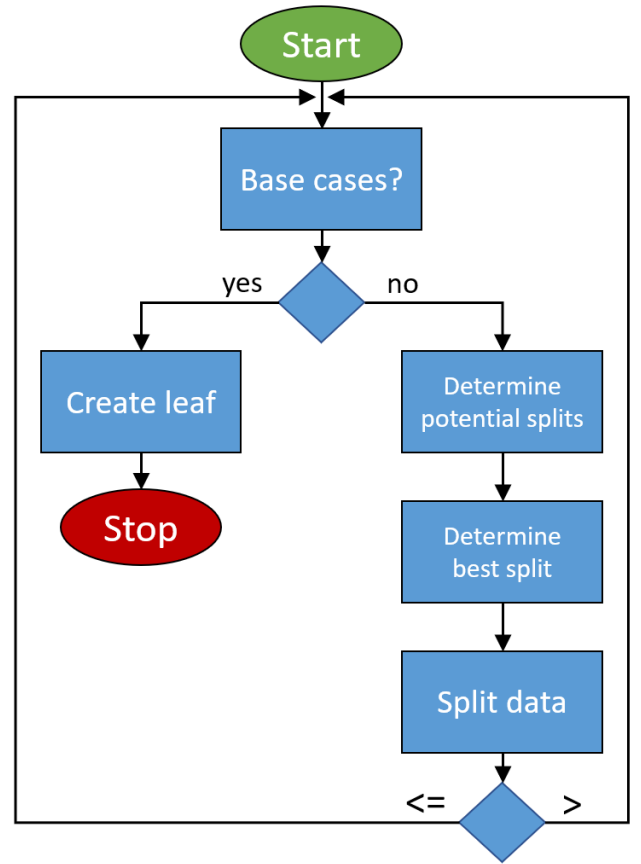 Start
Base cases?
yes
no
Create leaf
Determine
potential splits
Stop
Determine
best split
Split data
<=
>